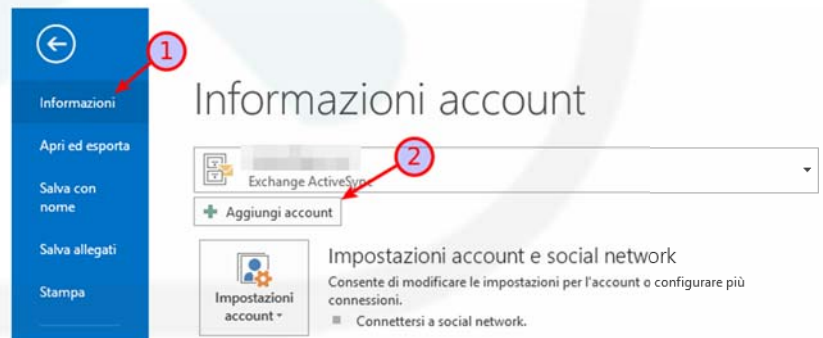 1
Informazioni
Apri ed esporta
Salva con
nome
Salva allegati
Stampa
Informazioni account
2
Exchange ActiveSync
Aggiungi account
Impostazioni
account
Impostazioni account e social network
Consente di modificare le impostazioni per l'account o configurare più
connessioni.
Connettersi a social network.